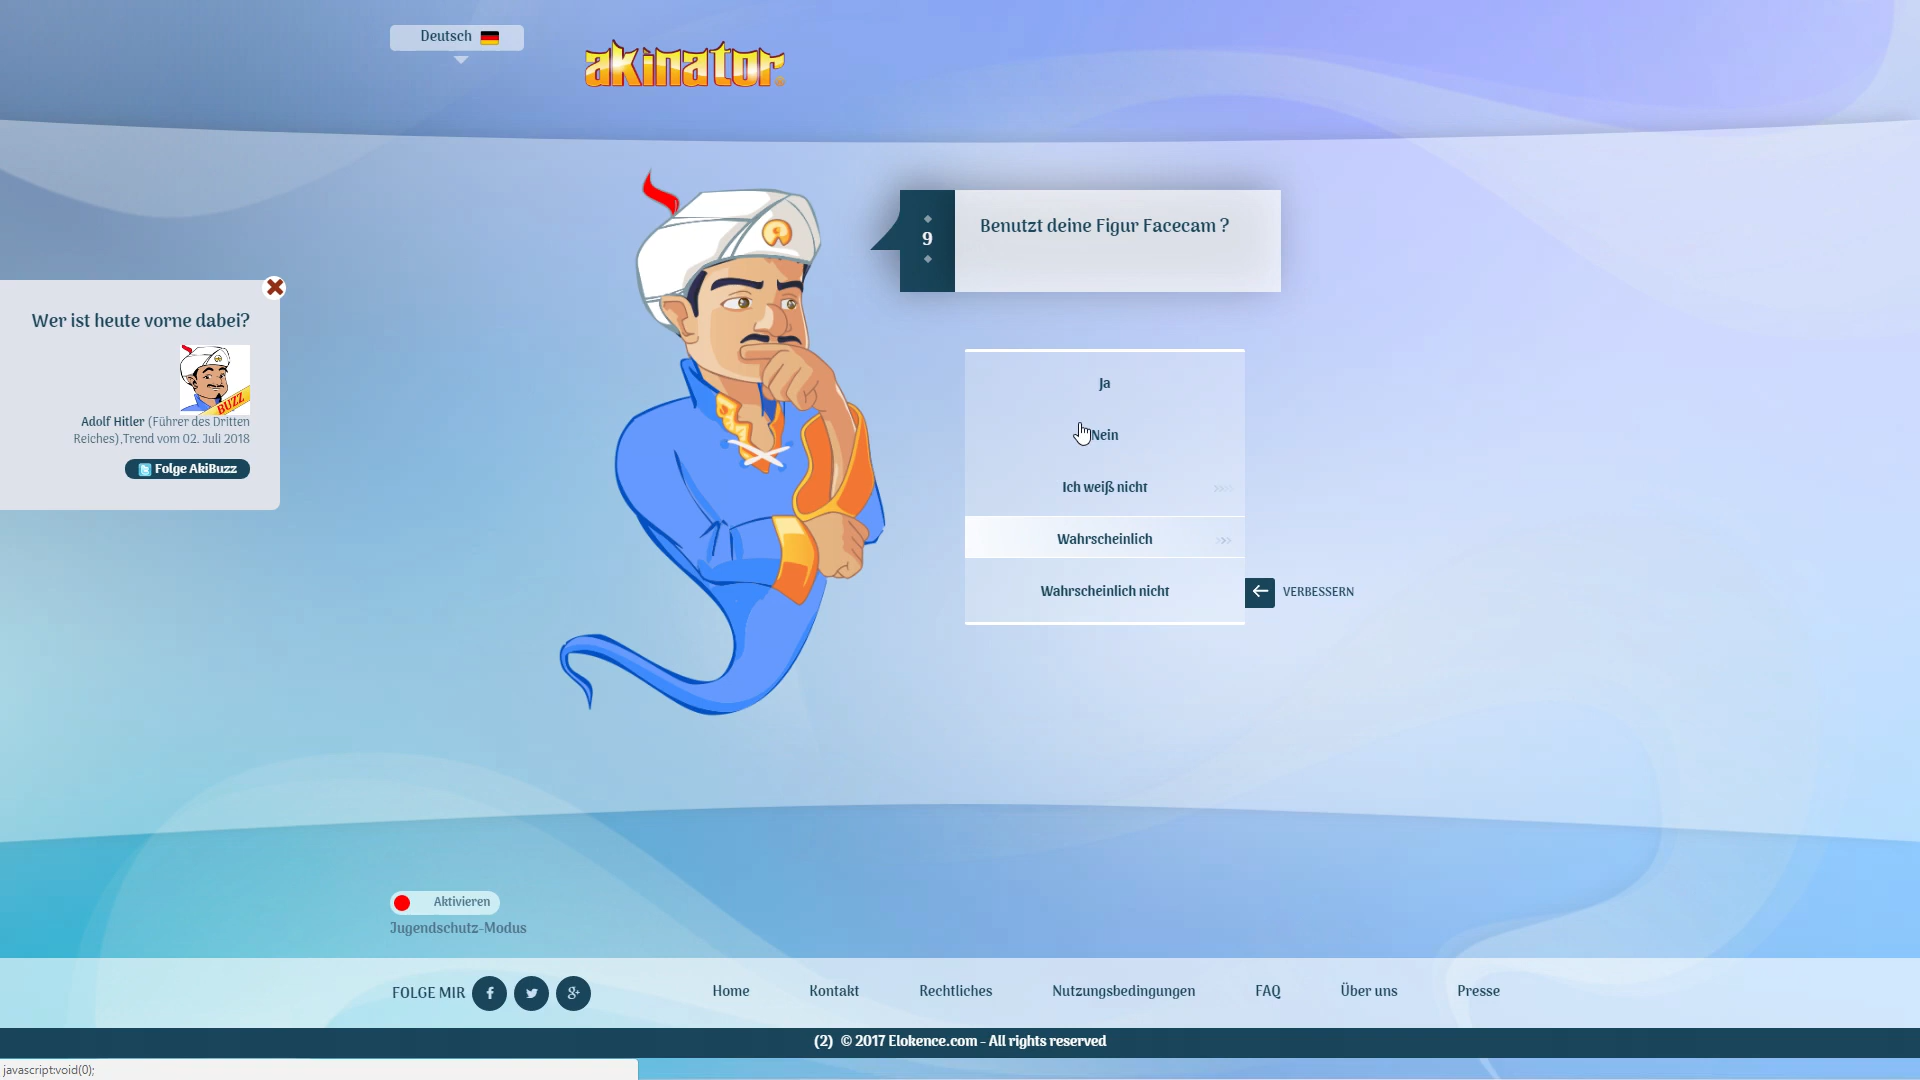 Deutsch
akinator
9
Benutzt deine Figur Facecam ?
Wer ist heute vorne dabei?
BUZZ
Adolf Hitler (Führer des Dritten
Reiches),Trend vom 02. Juli 2018
Folge AkiBuzz
Ja
Nein
Ich weiß nicht
Wahrscheinlich
Wahrscheinlich nicht
VERBESSERN
Aktivieren
Jugendschutz-Modus
FOLGE MIR
Home
Kontakt
Rechtliches
Nutzungsbedingungen
FAQ
Über uns
Presse
(2) © 2017 Elokence.com - All rights reserved
javascript:void(0);